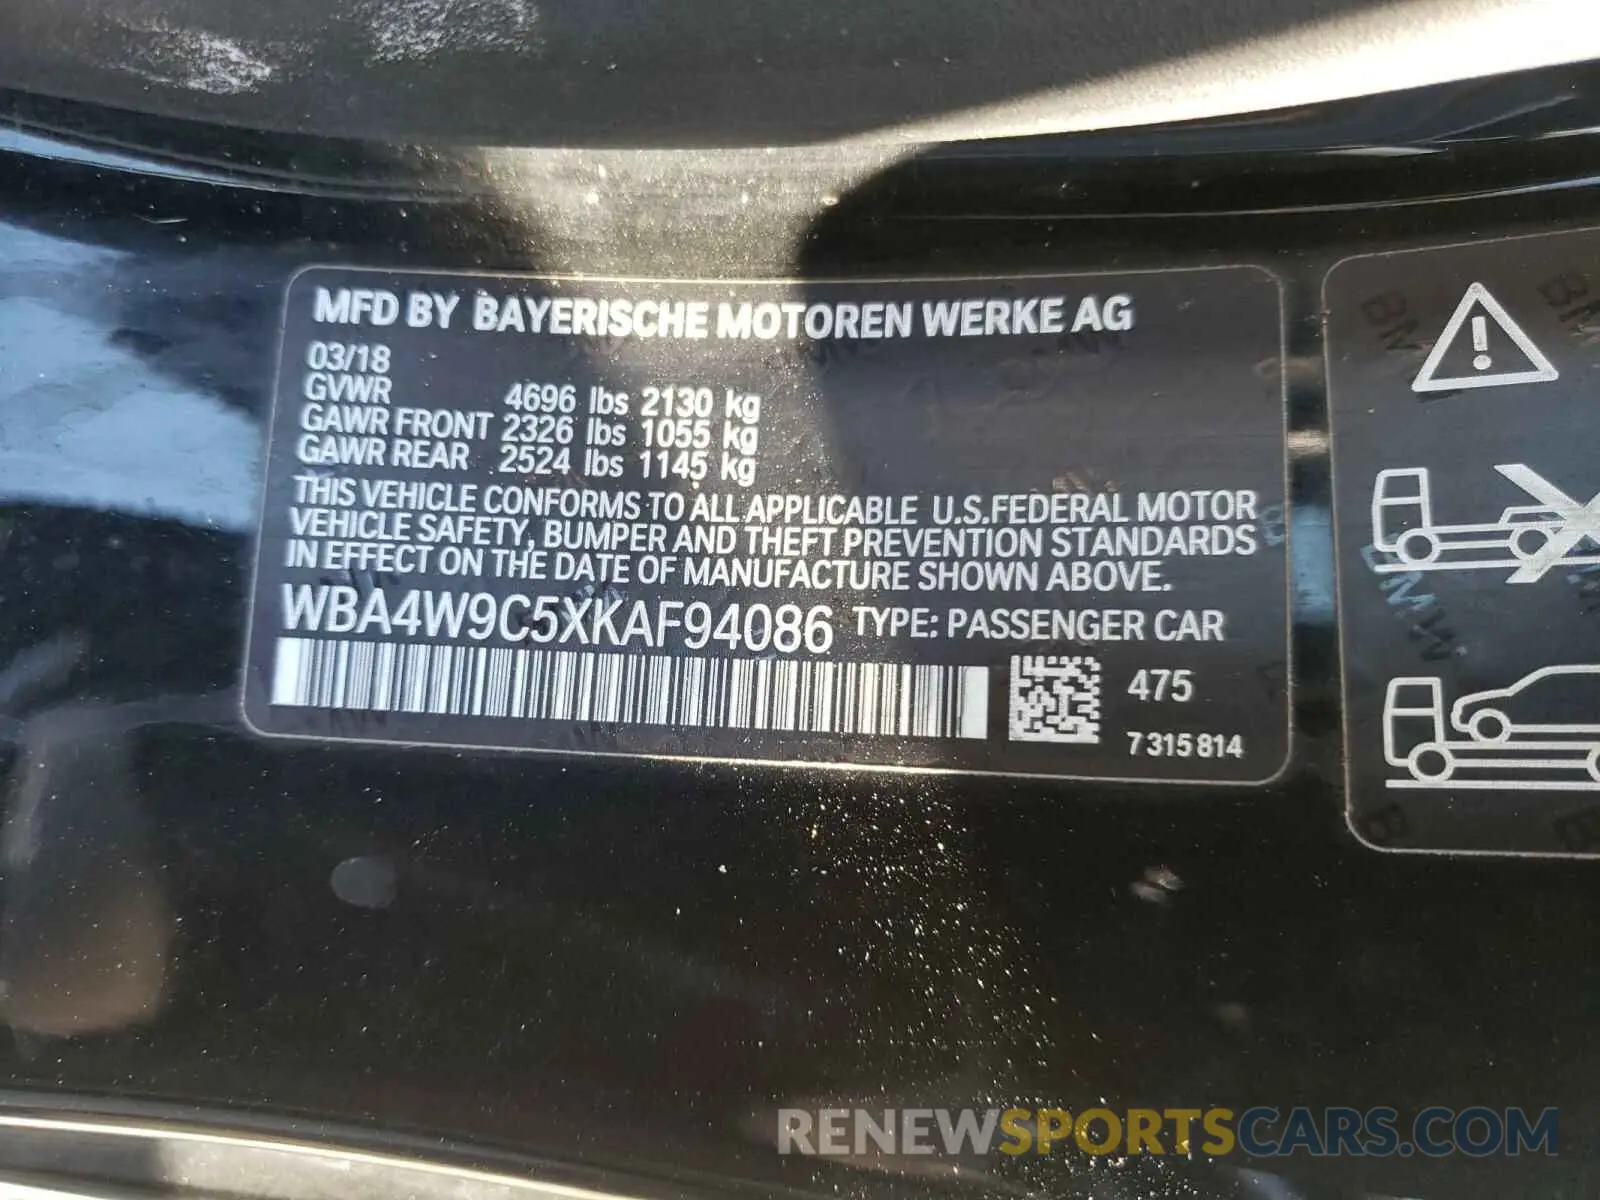 MFD BY BAYERISCHE MOTOREN WERKE AG
03/18
GVWR 4696 lbs 2130 kg
GAWR FRONT 2326 lbs 1055 kg
GAWR REAR 2524 lbs 1145 kg
THIS VEHICLE CONFORMS TO ALL APPLICABLE U.S.FEDERAL MOTOR
VEHICLE SAFETY, BUMPER AND THEFT PREVENTION STANDARDS
IN EFFECT ON THE DATE OF MANUFACTURE SHOWN ABOVE.
WBA4W9C5XKAF94086 TYPE: PASSENGER CAR
475
7 315 814
BMW
RENEWSPORTSCARS.COM